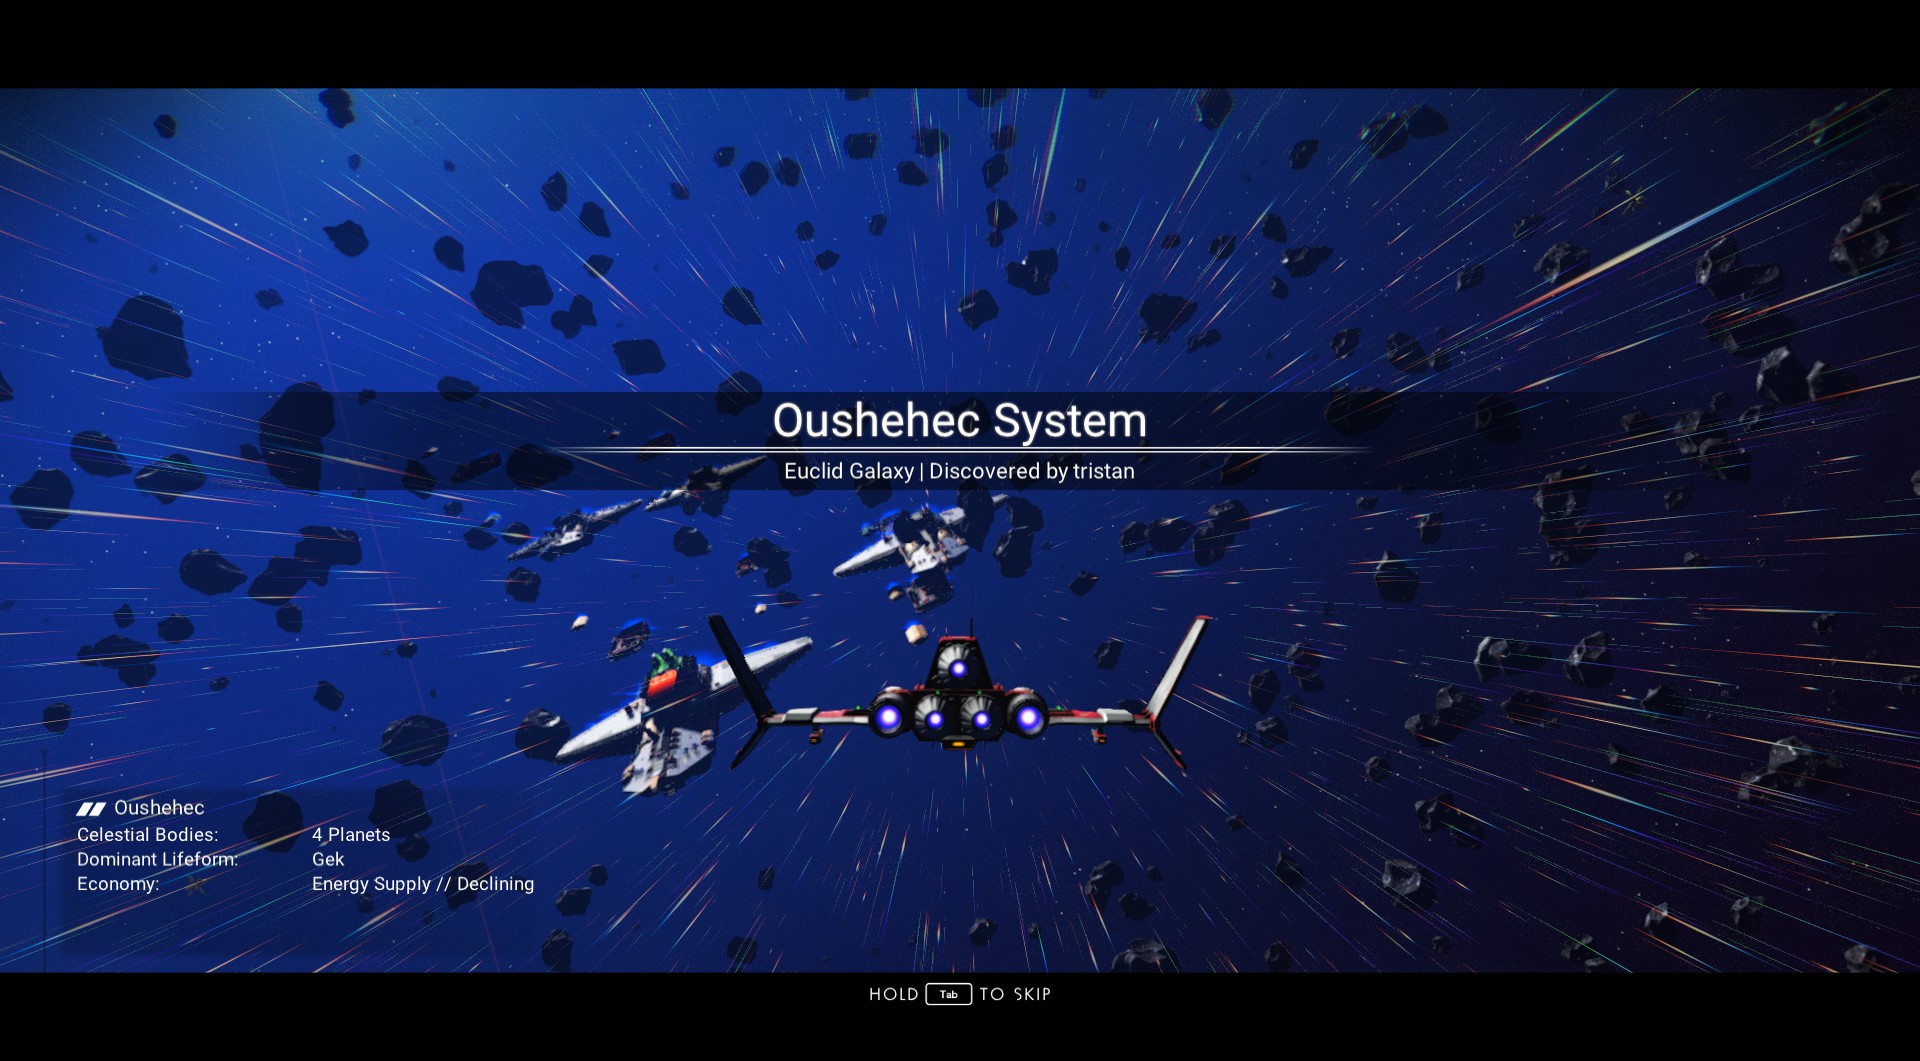 Oushehec System
Euclid Galaxy | Discovered by tristan
Oushehec
Celestial Bodies: 4 Planets
Dominant Lifeform: Gek
Economy: Energy Supply // Declining
HOLD Tab TO SKIP